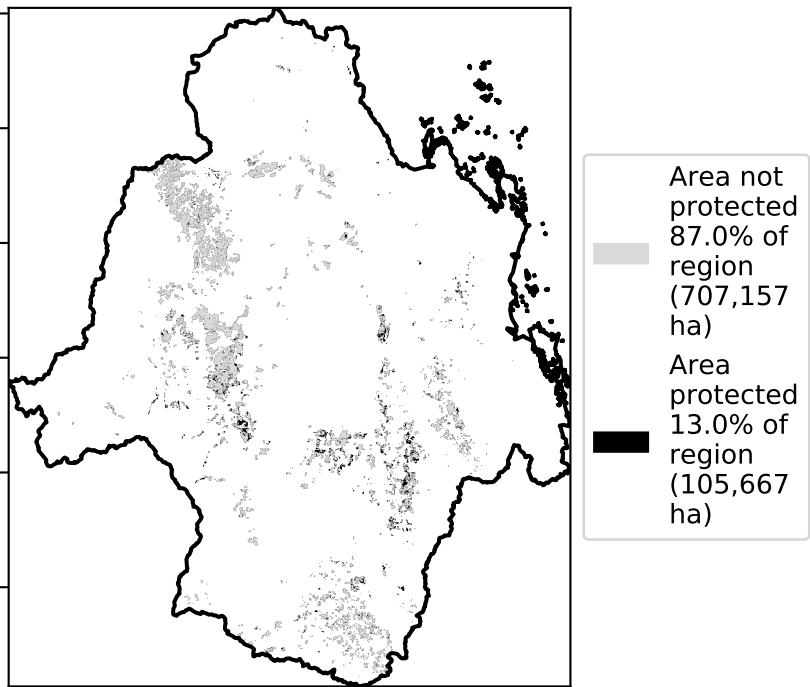 Area not
protected
87.0% of
region
(707,157
ha)
Area
protected
13.0% of
region
(105,667
ha)